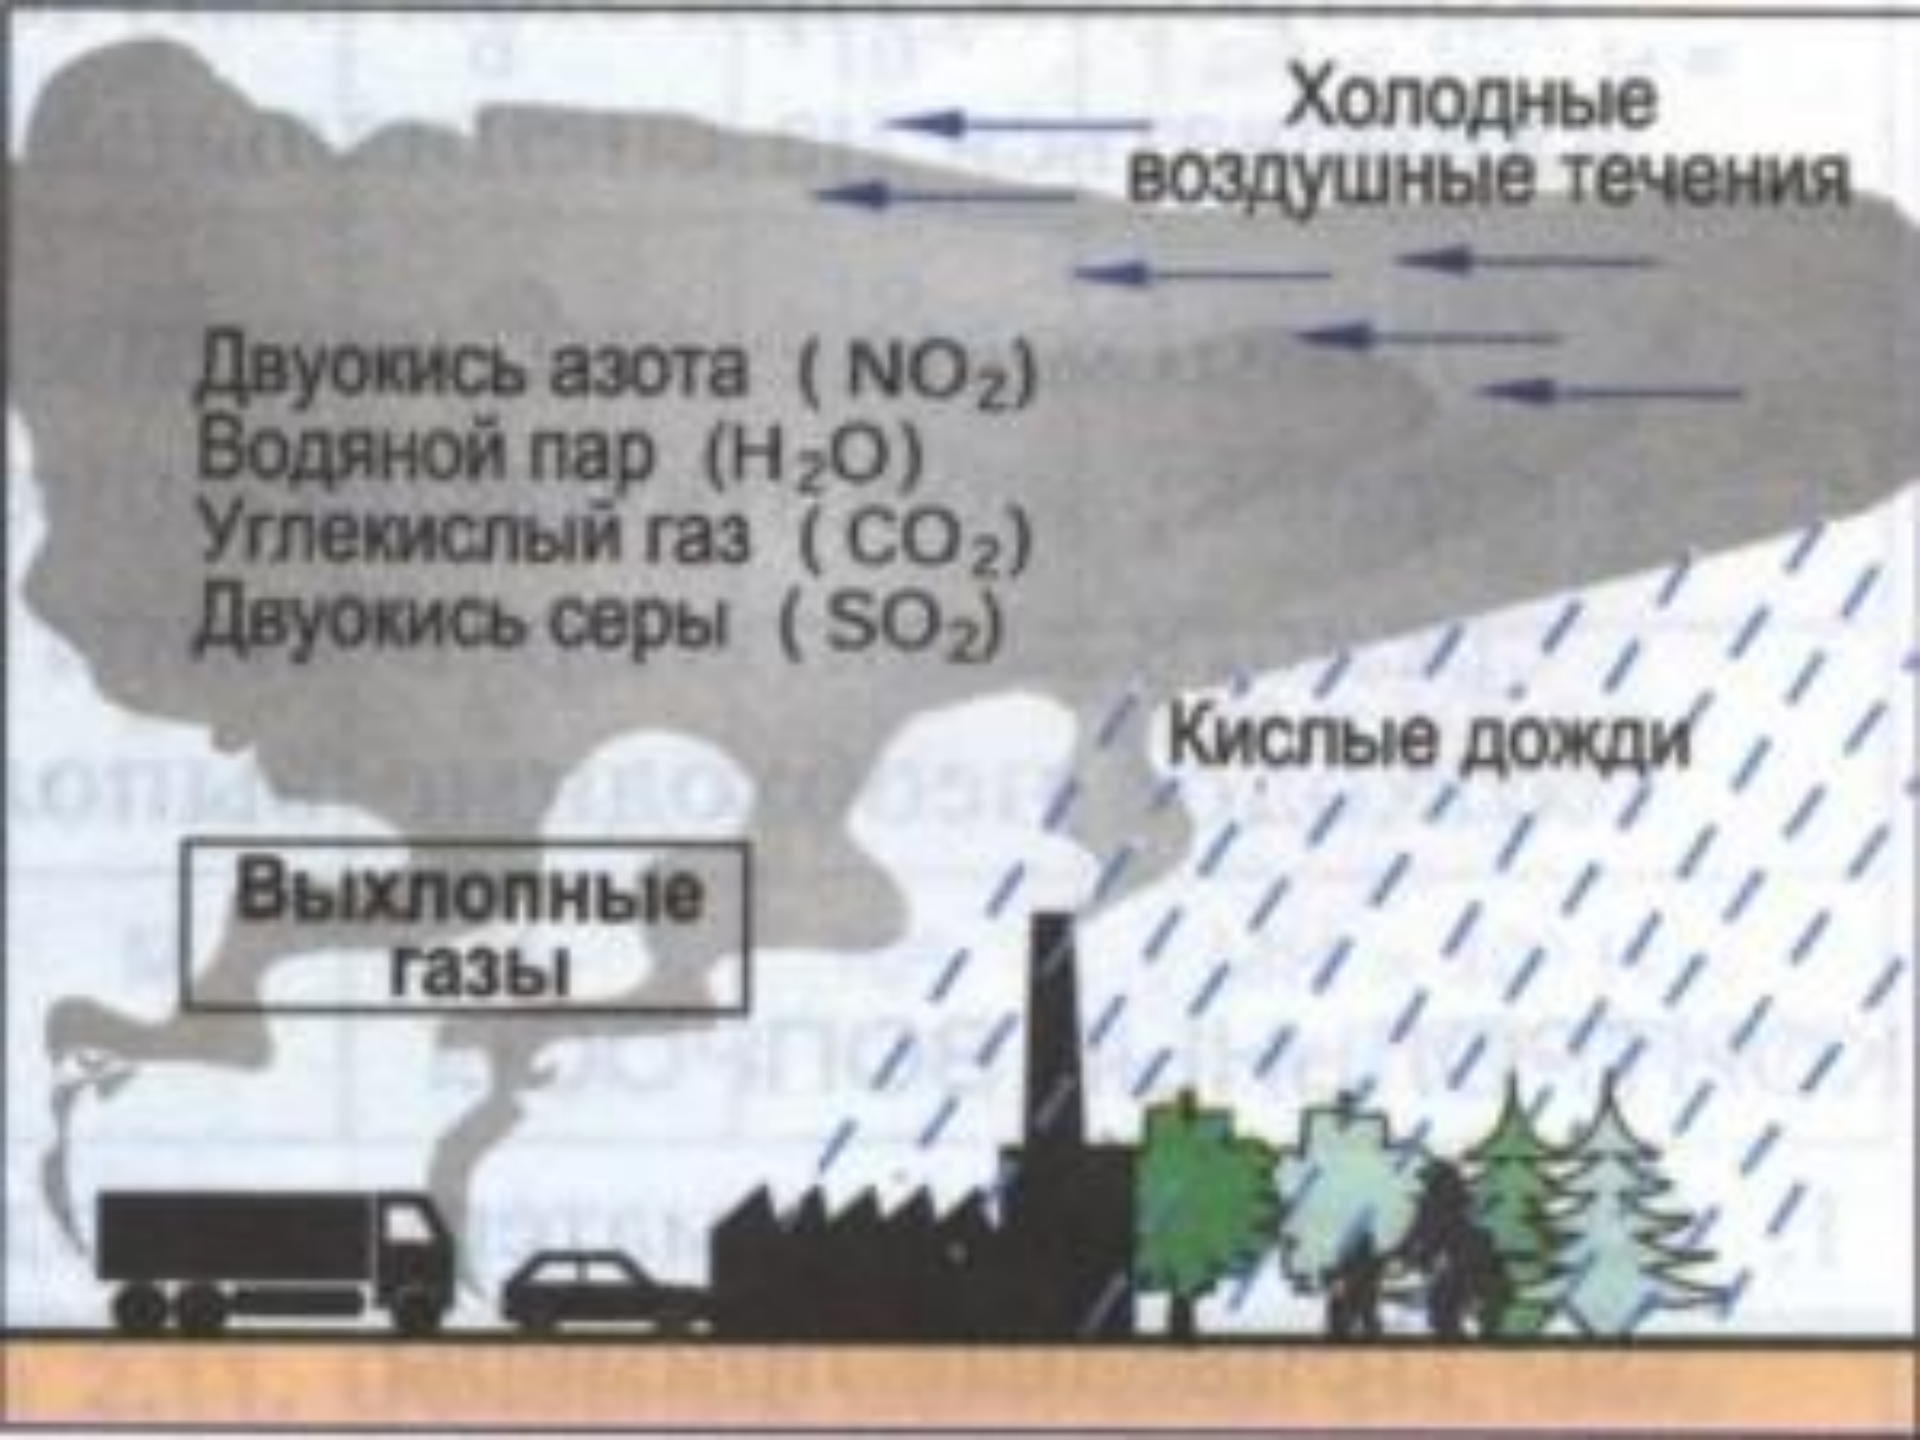 Холодные
воздушные течения
Двуокись азота ( NO₂)
Водяной пар (H₂O)
Углекислый газ ( CO₂)
Двуокись серы ( SO₂)
Кислые дожди
Выхлопные
газы